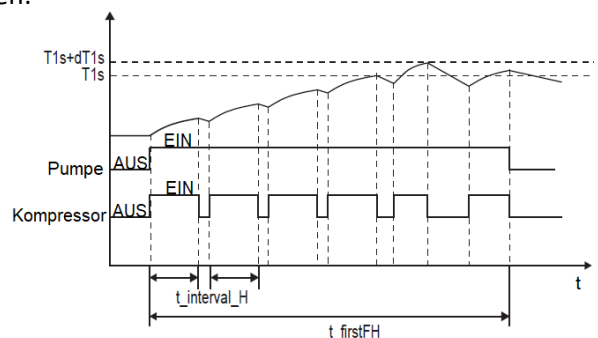 en.
T1s+dT1s
T1s
EIN
Pumpe AUS
EIN
Kompressor AUS
t
t_interval_H
t_firstFH